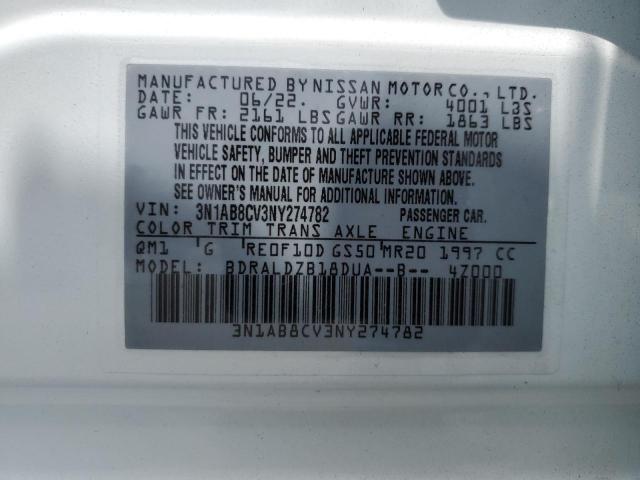 MANUFACTURED BY NISSAN MOTOR CO., LTD.
DATE: 06/22. GVWR: 4001 LBS
GAWR FR: 2161 LBS GAWR RR: 1863 LBS
THIS VEHICLE CONFORMS TO ALL APPLICABLE FEDERAL MOTOR
VEHICLE SAFETY, BUMPER AND THEFT PREVENTION STANDARDS
IN EFFECT ON THE DATE OF MANUFACTURE SHOWN ABOVE.
SEE OWNER'S MANUAL FOR ADDITIONAL INFORMATION.
VIN: 3N1AB8CV3NY274782 PASSENGER CAR.
COLOR TRIM TRANS AXLE ENGINE
QM1 G RE0F10D GS50 MR20 1997 CC
MODEL: BDRALDZB18DUA--B-- 4Z000
3N1AB8CV3NY274782